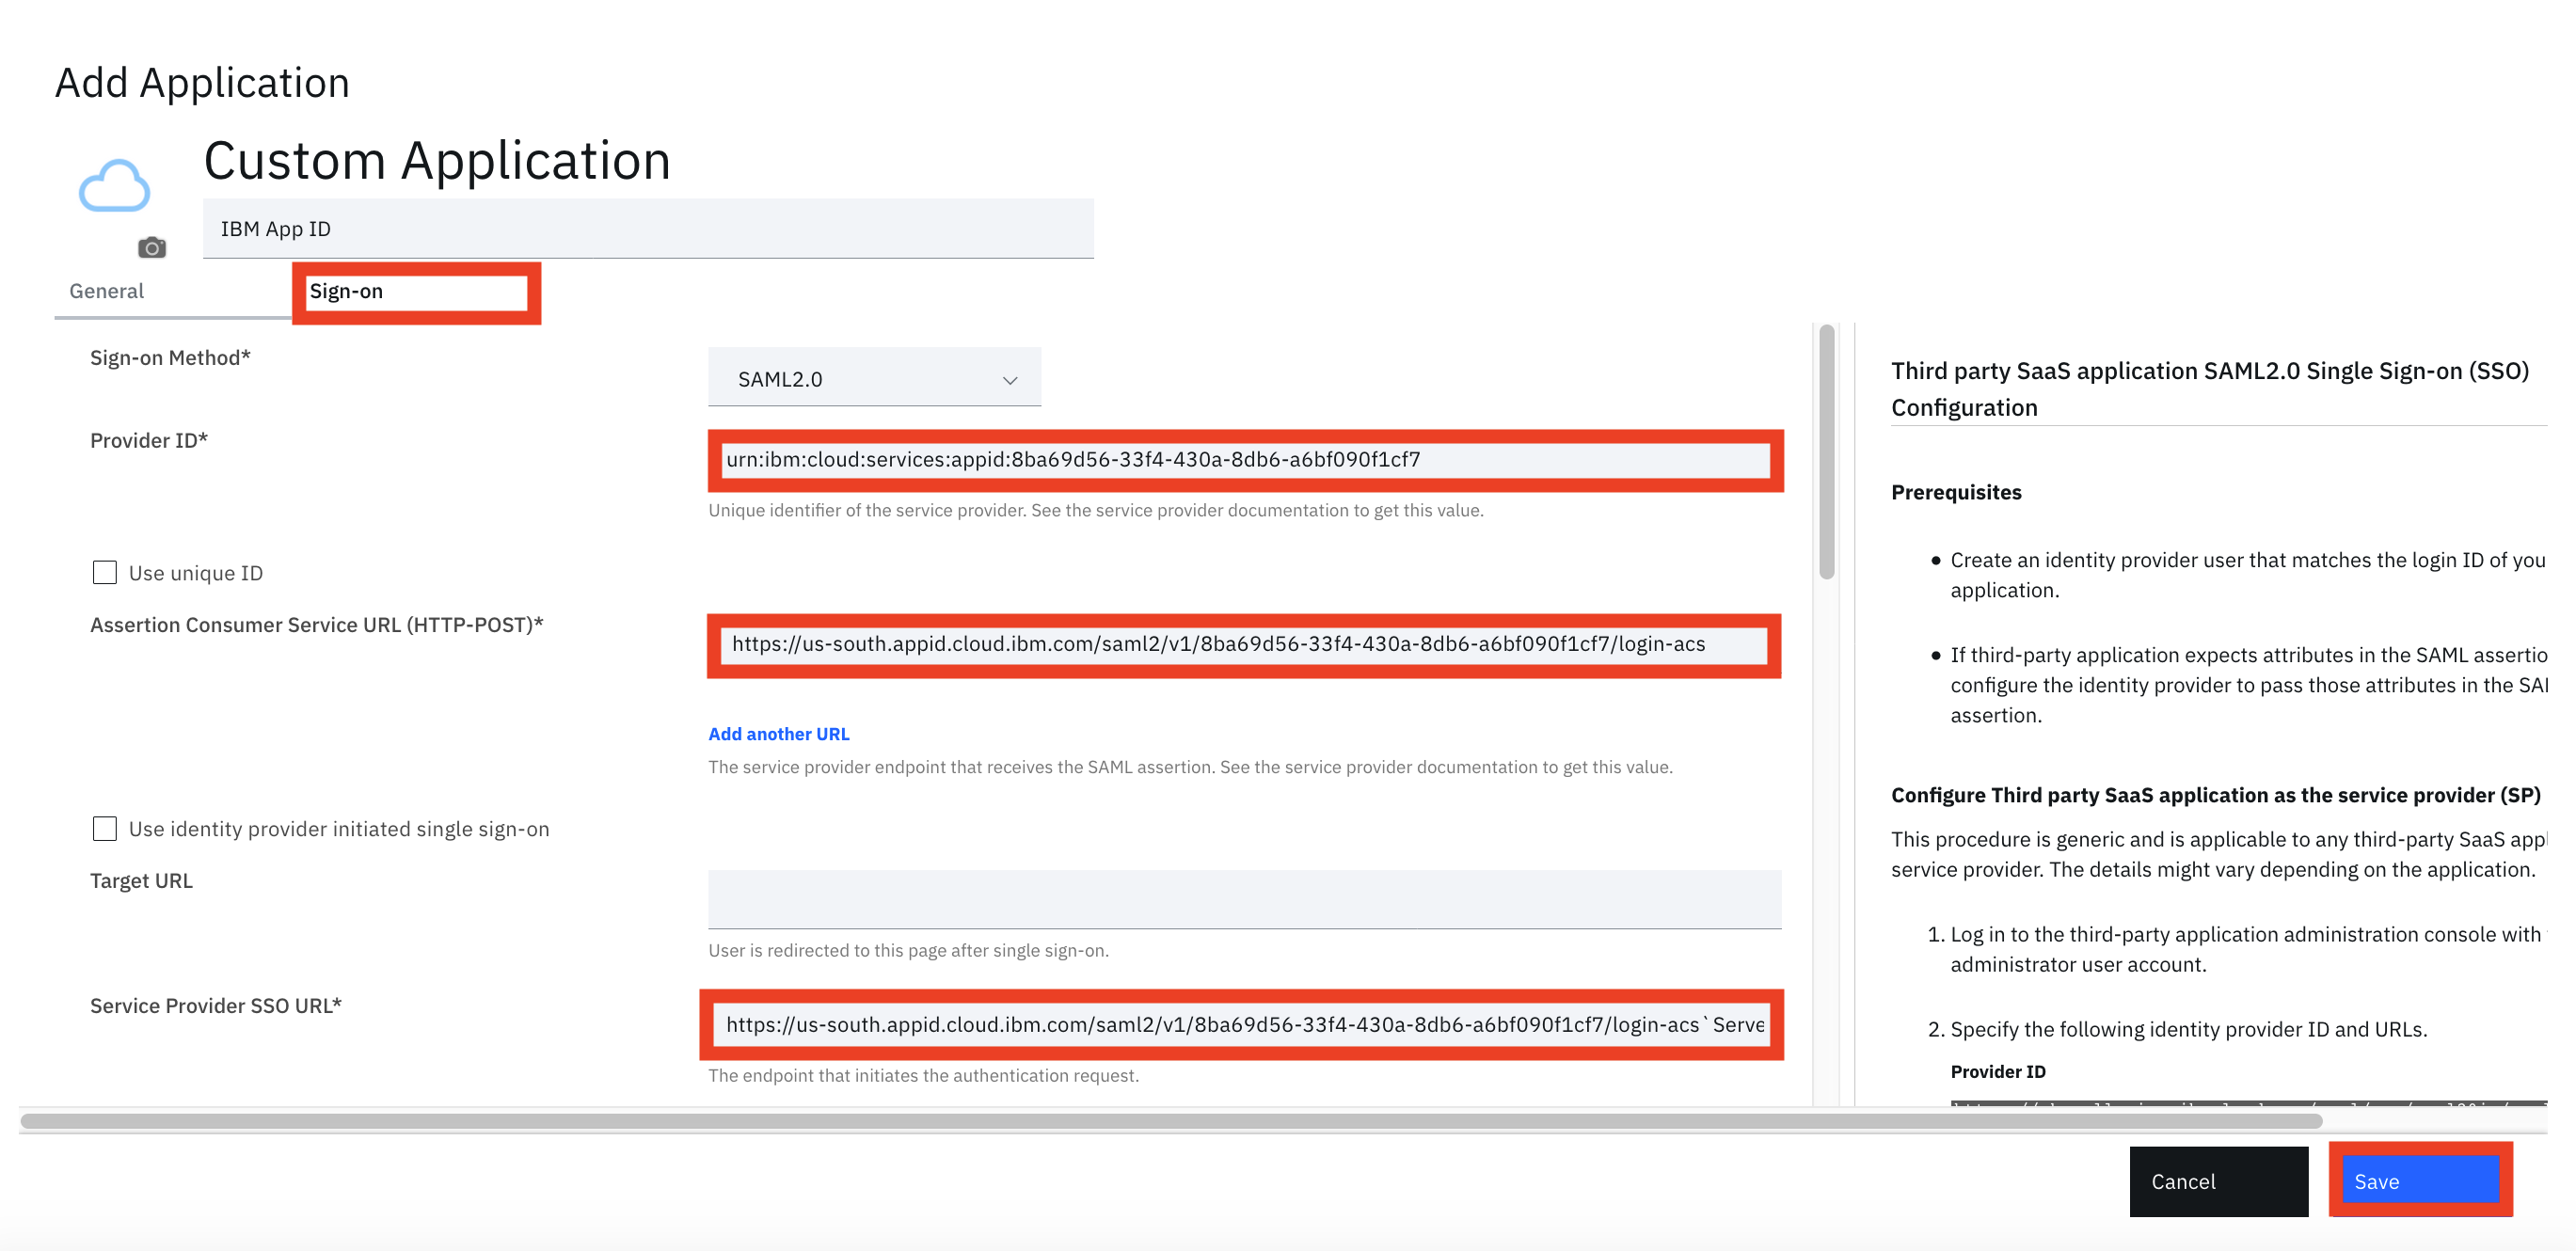 Add Application
Custom Application
IBM App ID
General
Sign-on
Sign-on Method*
SAML2.0
Provider ID*
urn:ibm:cloud:services:appid:8ba69d56-33f4-430a-8db6-a6bf090f1cf7
Unique identifier of the service provider. See the service provider documentation to get this value.
Use unique ID
Assertion Consumer Service URL (HTTP-POST)*
https://us-south.appid.cloud.ibm.com/saml2/v1/8ba69d56-33f4-430a-8db6-a6bf090f1cf7/login-acs
Add another URL
The service provider endpoint that receives the SAML assertion. See the service provider documentation to get this value.
Use identity provider initiated single sign-on
Target URL
User is redirected to this page after single sign-on.
Service Provider SSO URL*
https://us-south.appid.cloud.ibm.com/saml2/v1/8ba69d56-33f4-430a-8db6-a6bf090f1cf7/login-acs`Serve
The endpoint that initiates the authentication request.
Third party SaaS application SAML2.0 Single Sign-on (SSO)
Configuration
Prerequisites
• Create an identity provider user that matches the login ID of you
application.
• If third-party application expects attributes in the SAML assertio
configure the identity provider to pass those attributes in the SA
assertion.
Configure Third party SaaS application as the service provider (SP)
This procedure is generic and is applicable to any third-party SaaS app
service provider. The details might vary depending on the application.
1. Log in to the third-party application administration console with
administrator user account.
2. Specify the following identity provider ID and URLs.
Provider ID
Cancel
Save